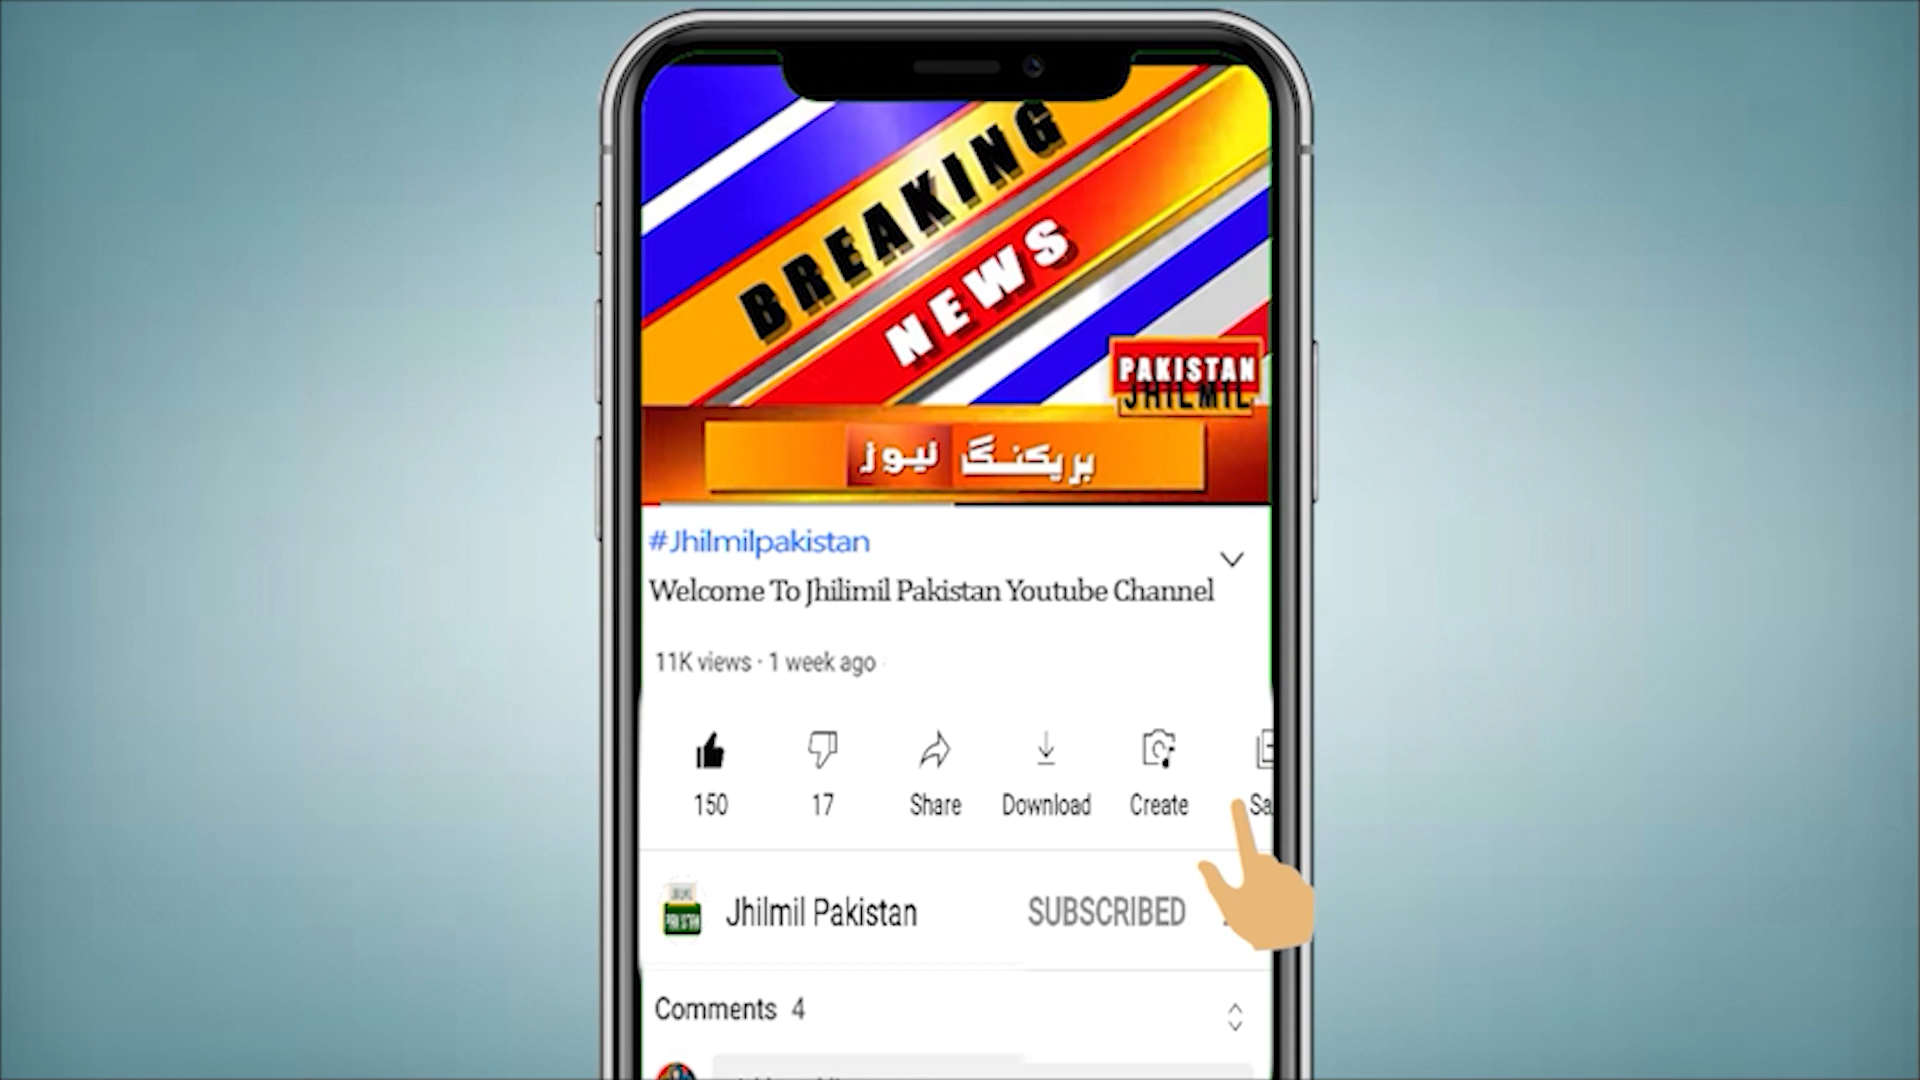 BREAKING
NEWS
PAKISTAN
JHILMIL
بریکنگ نیوز
#Jhilmilpakistan
Welcome To Jhilimil Pakistan Youtube Channel
11K views · 1 week ago
150
17
Share
Download
Create
Jhilmil Pakistan
SUBSCRIBED
Comments 4